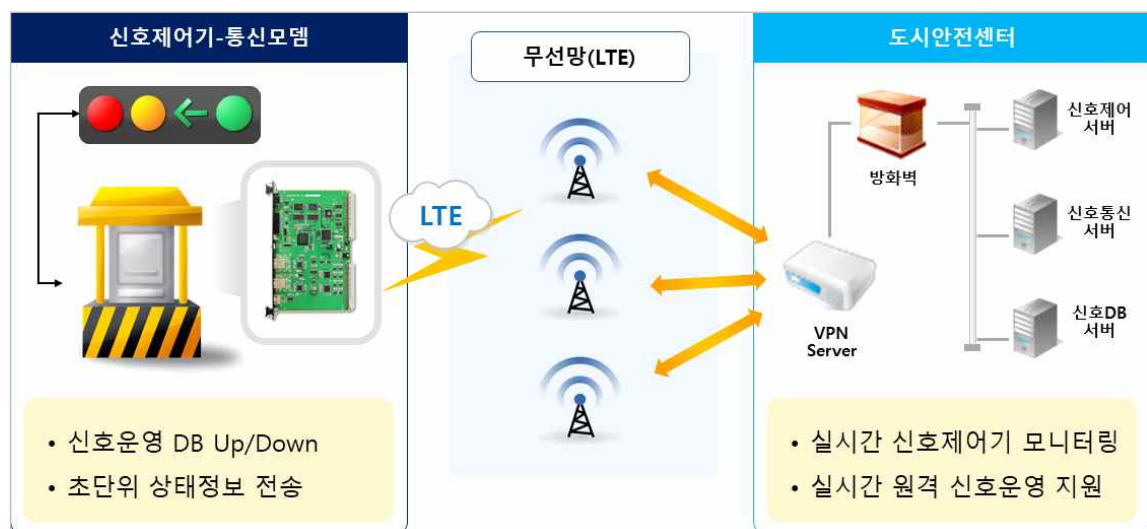 신호제어기-통신모뎀
LTE
• 신호운영 DB Up/Down
• 초단위 상태정보 전송
무선망(LTE)
도시안전센터
방화벽
VPN
Server
신호제어
서버
신호통신
서버
신호DB
서버
• 실시간 신호제어기 모니터링
• 실시간 원격 신호운영 지원